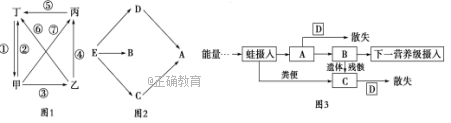 丁 ⑤ 丙
① ② ⑥ ⑦ ④
甲 ③ 乙
图1
D
E B A
C
@正确教育
图2
D 散失
能量… 蛙摄入 A B 下一营养级摄入
遗体 残骸
粪便 C D 散失
图3